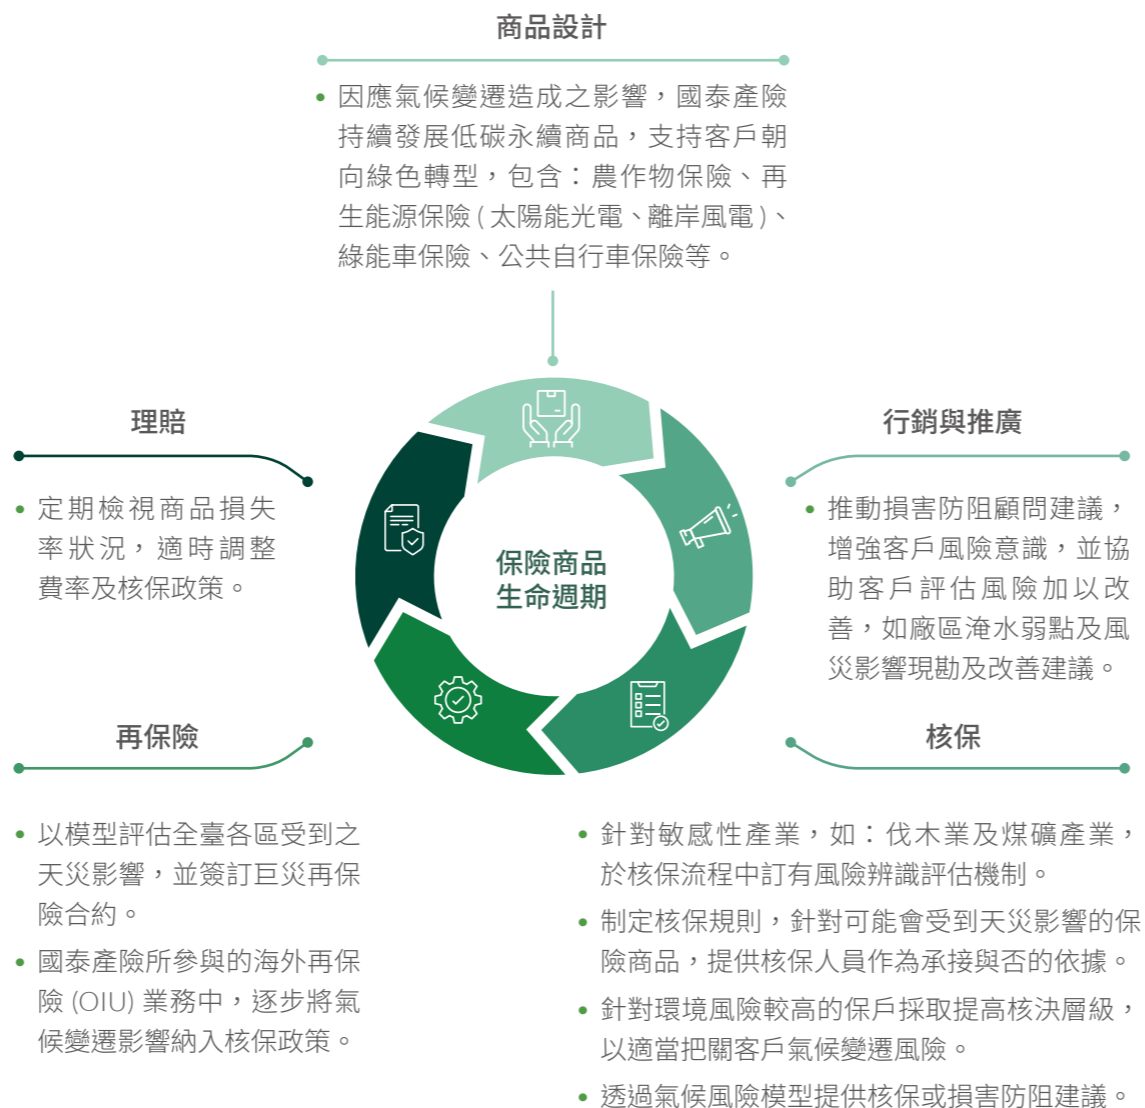 商品設計
• 因應氣候變遷造成之影響，國泰產險
持續發展低碳永續商品，支持客戶朝
向綠色轉型，包含：農作物保險、再
生能源保險 ( 太陽能光電、離岸風電 )、
綠能車保險、公共自行車保險等。
理賠
• 定期檢視商品損失
率狀況，適時調整
費率及核保政策。
保險商品
生命週期
行銷與推廣
• 推動損害防阻顧問建議，
增強客戶風險意識，並協
助客戶評估風險加以改
善，如廠區淹水弱點及風
災影響現勘及改善建議。
再保險
• 以模型評估全臺各區受到之
天災影響，並簽訂巨災再保
險合約。
• 國泰產險所參與的海外再保
險 (OIU) 業務中，逐步將氣
候變遷影響納入核保政策。
核保
• 針對敏感性產業，如：伐木業及煤礦產業，
於核保流程中訂有風險辨識評估機制。
• 制定核保規則，針對可能會受到天災影響的保
險商品，提供核保人員作為承接與否的依據。
• 針對環境風險較高的保戶採取提高核決層級，
以適當把關客戶氣候變遷風險。
• 透過氣候風險模型提供核保或損害防阻建議。